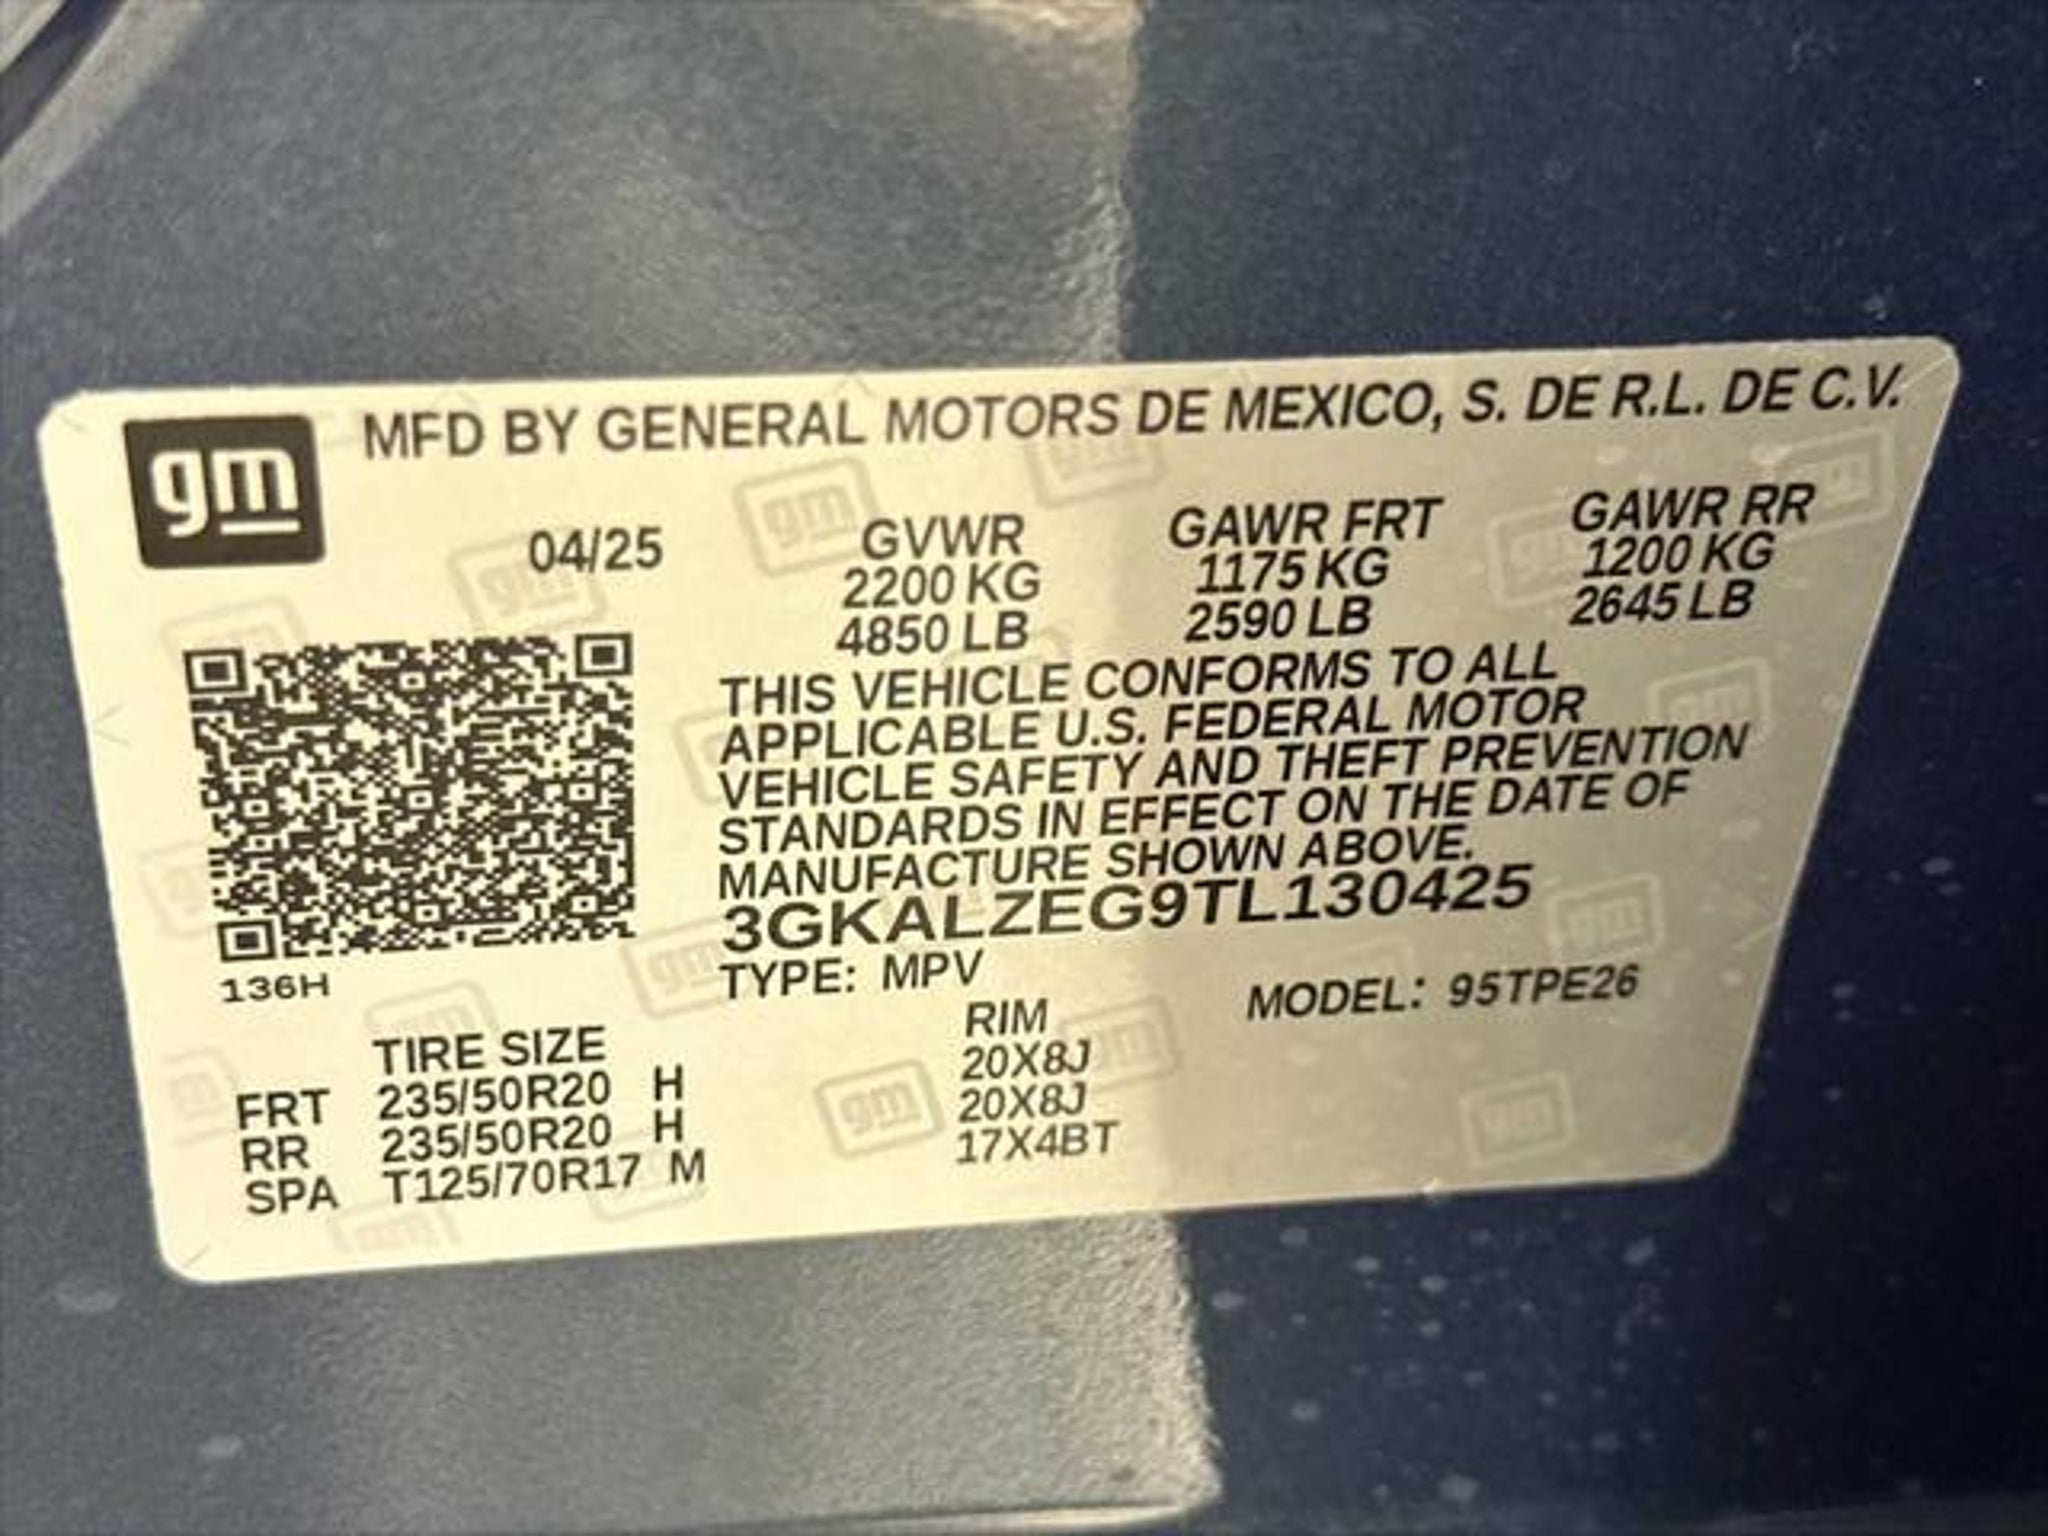 gm MFD BY GENERAL MOTORS DE MEXICO, S. DE R.L. DE C.V.
04/25 GVWR GAWR FRT GAWR RR
2200 KG 1175 KG 1200 KG
4850 LB 2590 LB 2645 LB
THIS VEHICLE CONFORMS TO ALL
APPLICABLE U.S. FEDERAL MOTOR
VEHICLE SAFETY AND THEFT PREVENTION
STANDARDS IN EFFECT ON THE DATE OF
MANUFACTURE SHOWN ABOVE.
3GKALZEG9TL130425
136H
TYPE: MPV MODEL: 95TPE26
TIRE SIZE RIM
FRT 235/50R20 H 20X8J
RR 235/50R20 H 20X8J
SPA T125/70R17 M 17X4BT